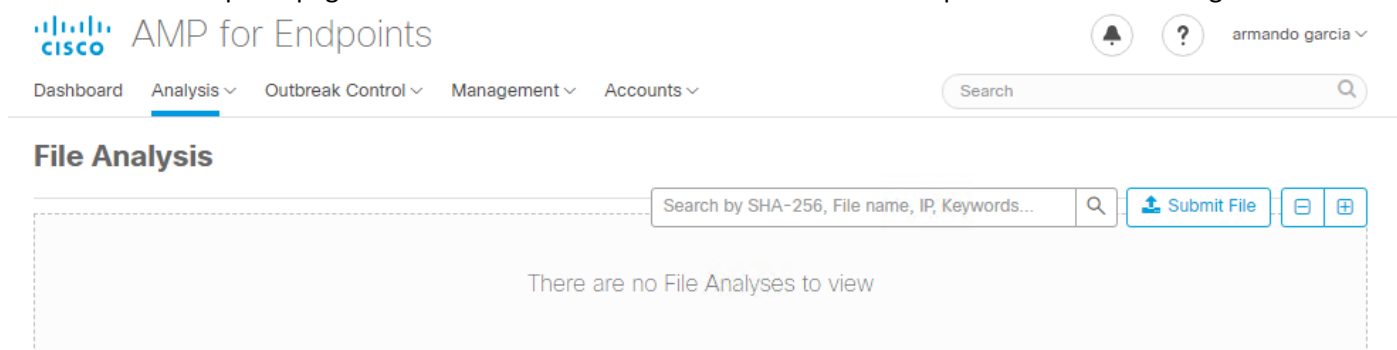 cisco AMP for Endpoints ? armando garcia
Dashboard Analysis Outbreak Control Management Accounts Search
File Analysis
Search by SHA-256, File name, IP, Keywords... Submit File
There are no File Analyses to view